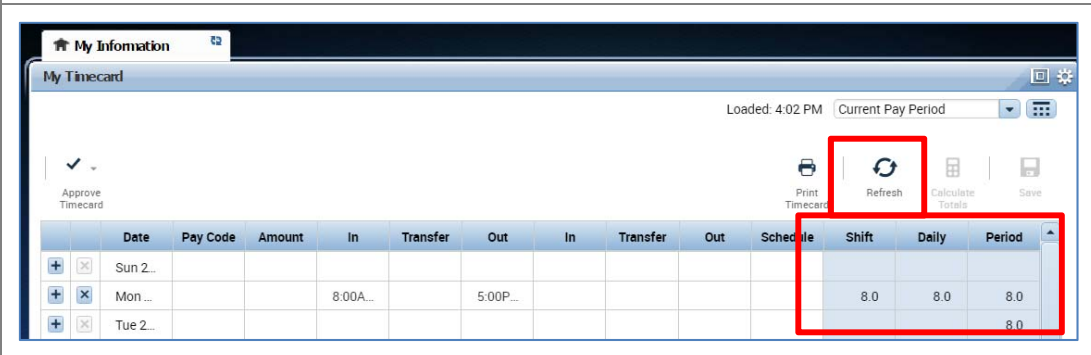 My Information
My Timecard
Loaded: 4:02 PM Current Pay Period
Approve Timecard
Print Timecard
Refresh
Calculate Totals
Save
Date Pay Code Amount In Transfer Out In Transfer Out Schedule Shift Daily Period
Sun 2...
Mon ... 8:00A... 5:00P... 8.0 8.0 8.0
Tue 2... 8.0